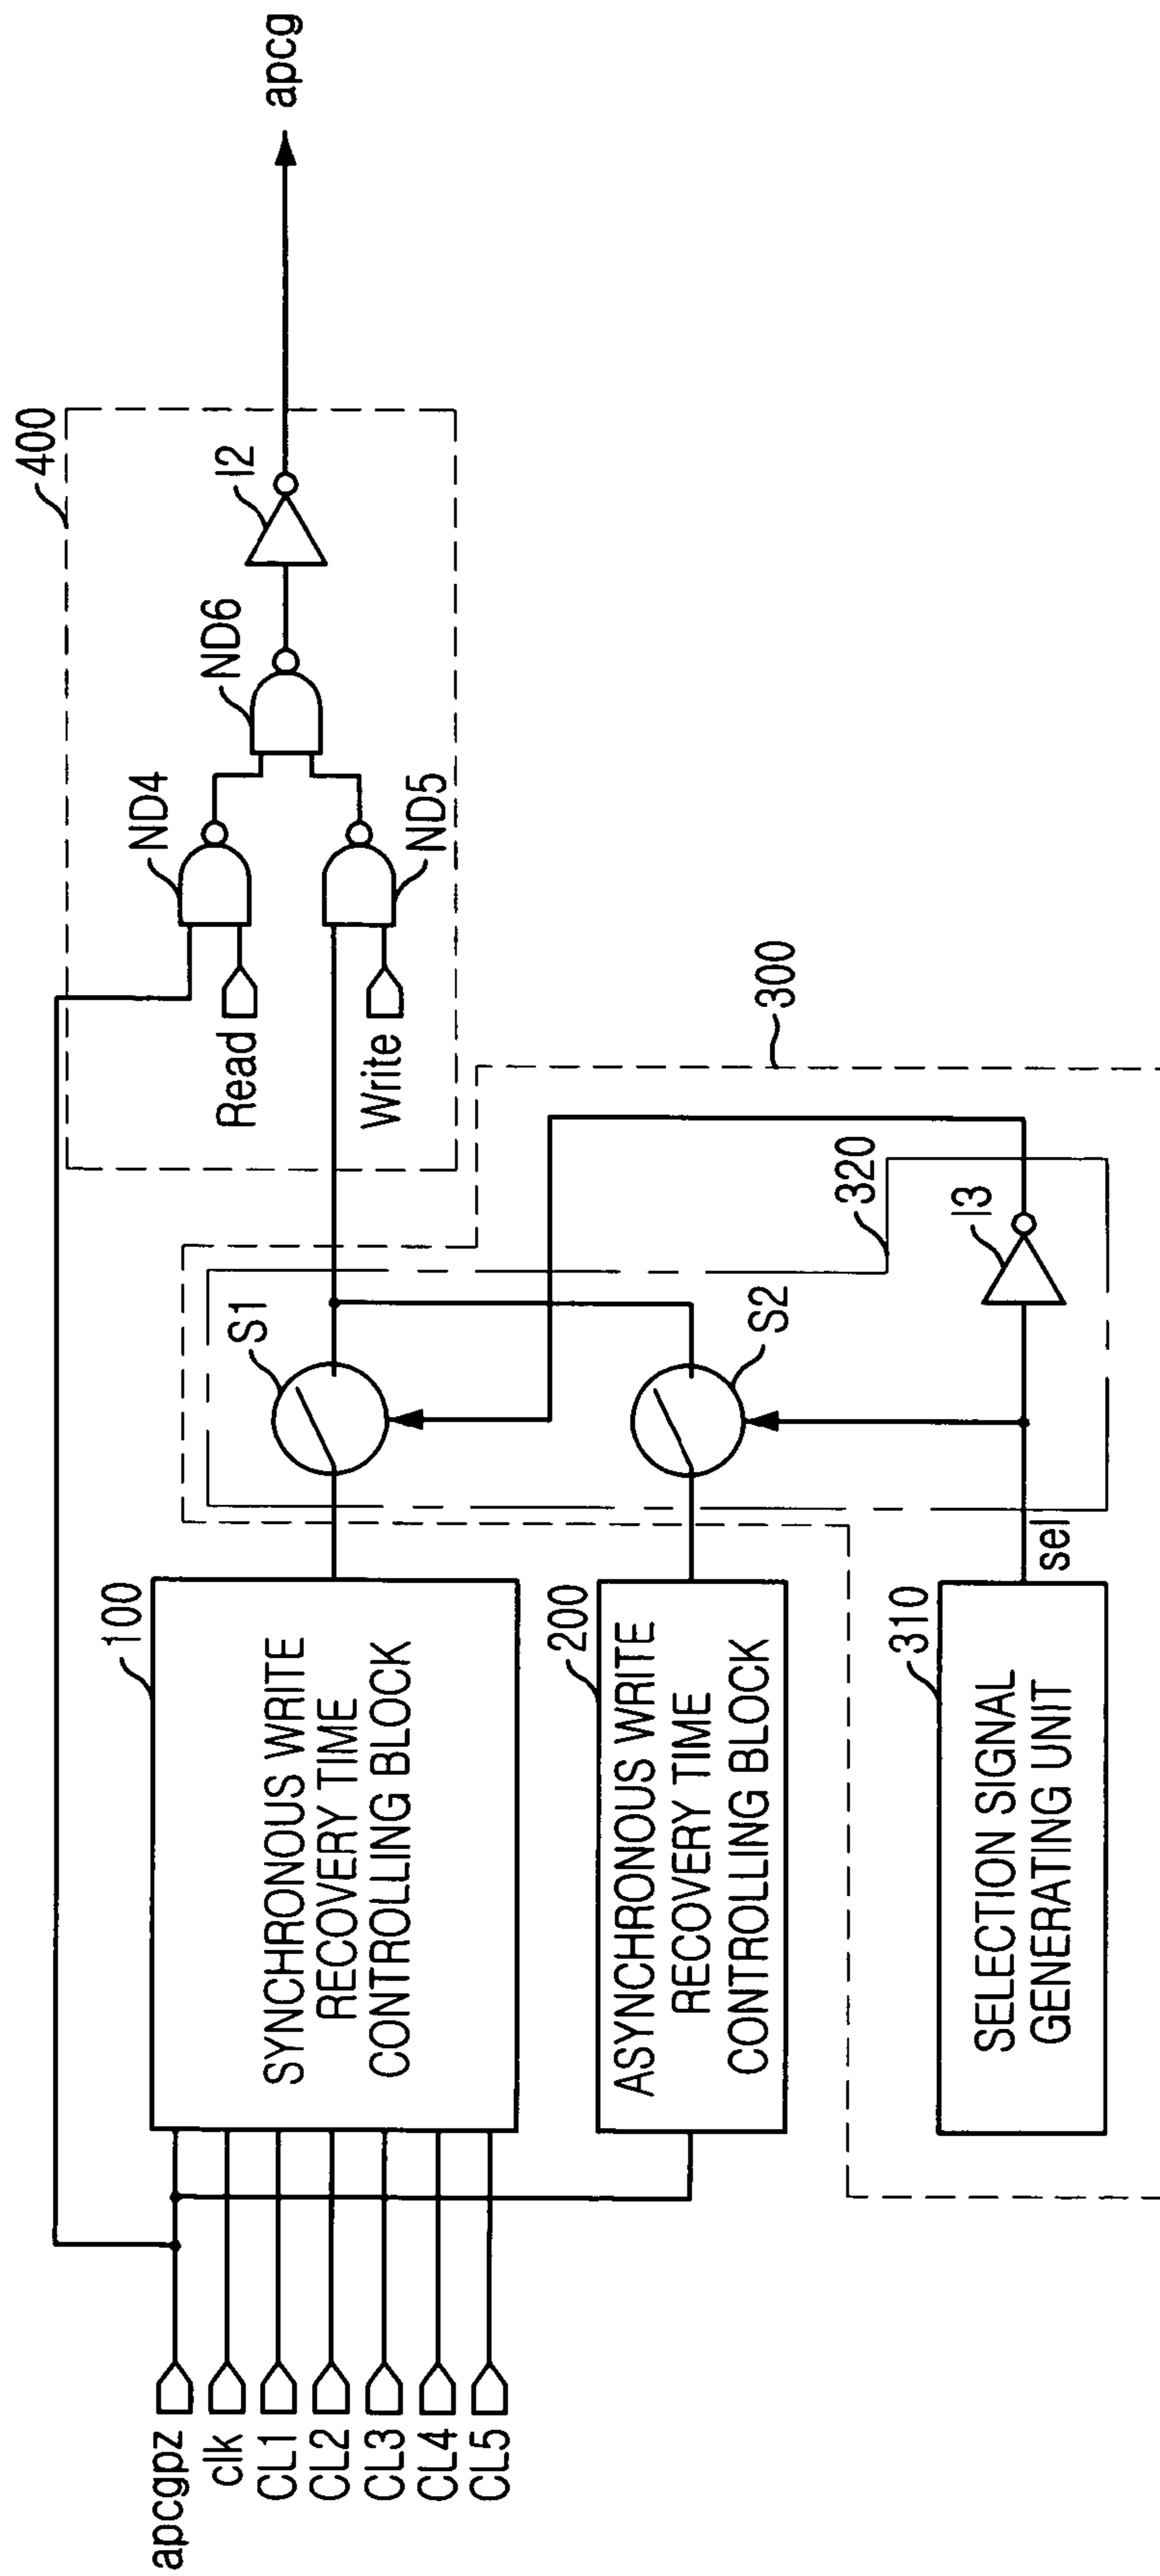 apcgpz
clk
CL1
CL2
CL3
CL4
CL5
100
SYNCHRONOUS WRITE
RECOVERY TIME
CONTROLLING BLOCK
200
ASYNCHRONOUS WRITE
RECOVERY TIME
CONTROLLING BLOCK
310
SELECTION SIGNAL
GENERATING UNIT
sel
S1
S2
I3
320
300
Read
Write
ND4
ND5
ND6
I2
400
apcg